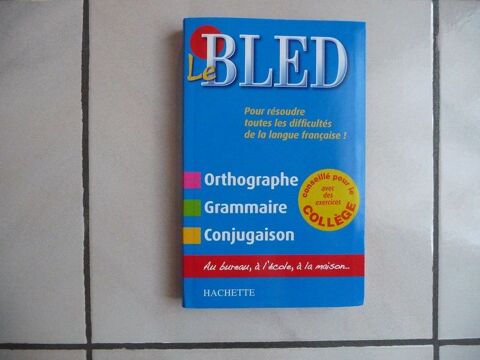 Le BLED
Pour résoudre
toutes les difficultés
de la langue française !
Orthographe
Grammaire
Conjugaison
conseillé pour le
avec des
exercices
COLLÈGE
Au bureau, à l'école, à la maison...
HACHETTE